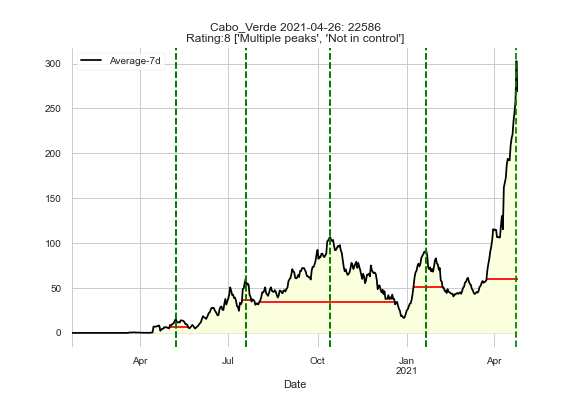 Cabo_Verde 2021-04-26: 22586
Rating:8 ['Multiple peaks', 'Not in control']
Average-7d
300
250
200
150
100
50
0
Apr
Jul
Oct
Jan
2021
Apr
Date